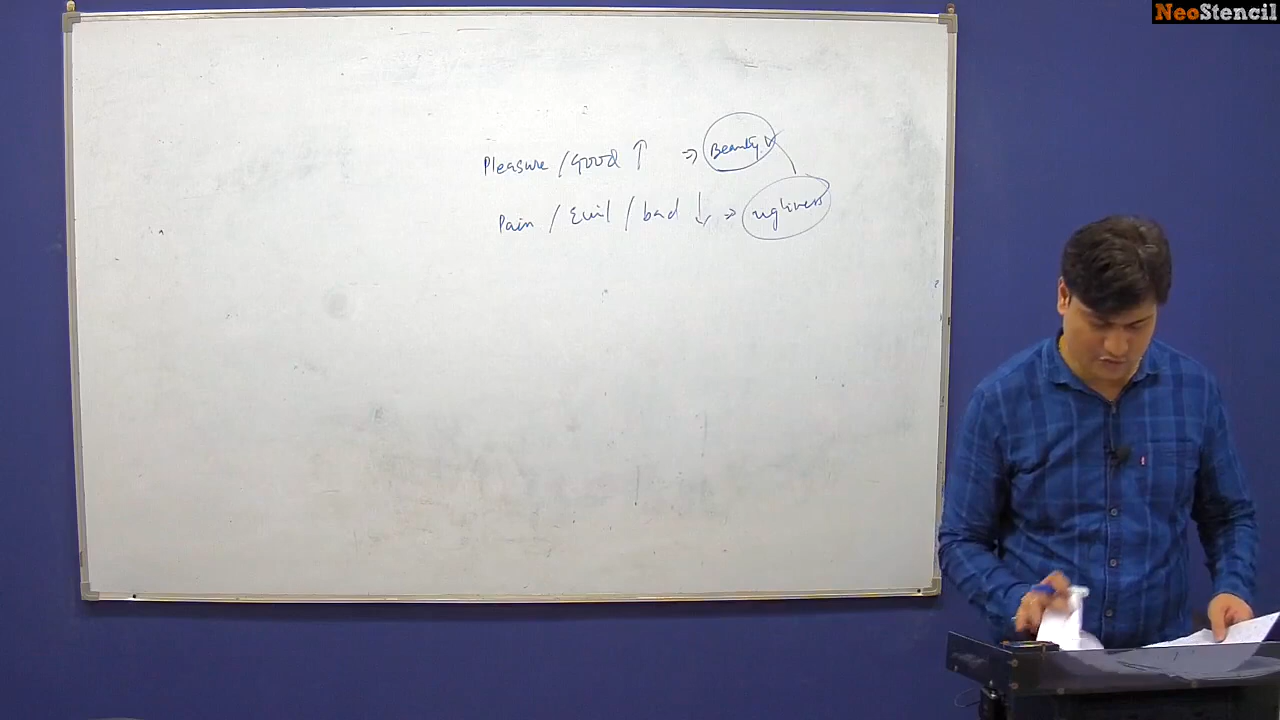 NeoStencil
Pleasure / Good ↑ ⇒ Beauty
Pain / Evil / bad ↓ ⇒ ugliness